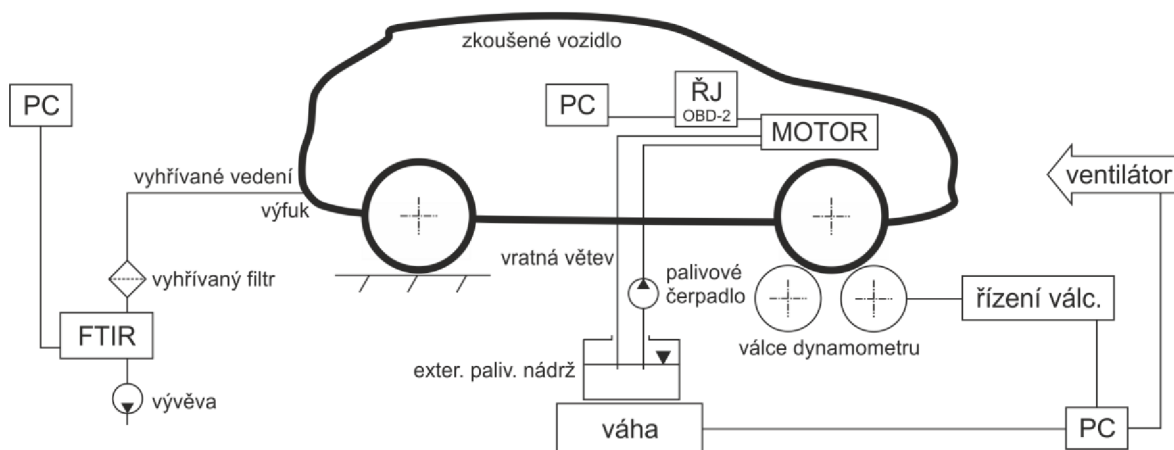 zkoušené vozidlo
PC
PC
ŘJ
OBD-2
MOTOR
vyhřívané vedení
výfuk
ventilátor
vratná větev
palivové
čerpadlo
vyhřívaný filtr
FTIR
řízení válc.
válce dynamometru
exter. paliv. nádrž
vývěva
váha
PC